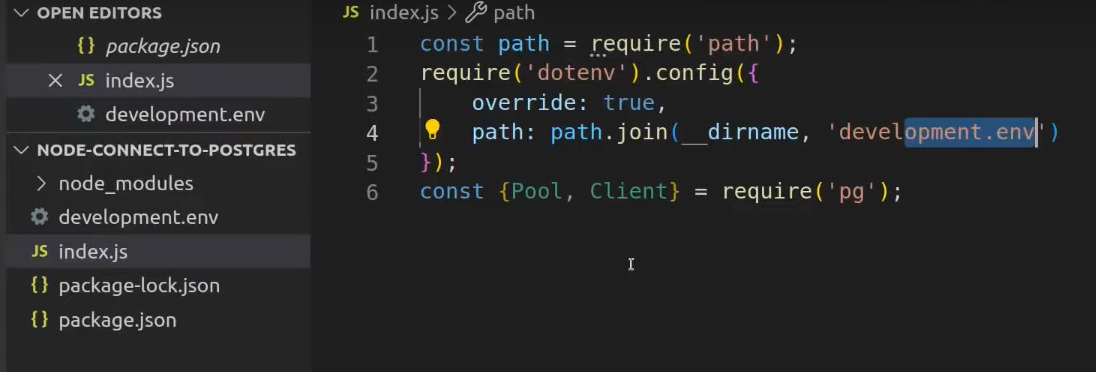 OPEN EDITORS
{} package.json
JS index.js
development.env
NODE-CONNECT-TO-POSTGRES
node_modules
development.env
JS index.js
{} package-lock.json
{} package.json
JS index.js > path
1 const path = require('path');
2 require('dotenv').config({
3     override: true,
4     path: path.join(__dirname, 'development.env')
5 });
6 const {Pool, Client} = require('pg');